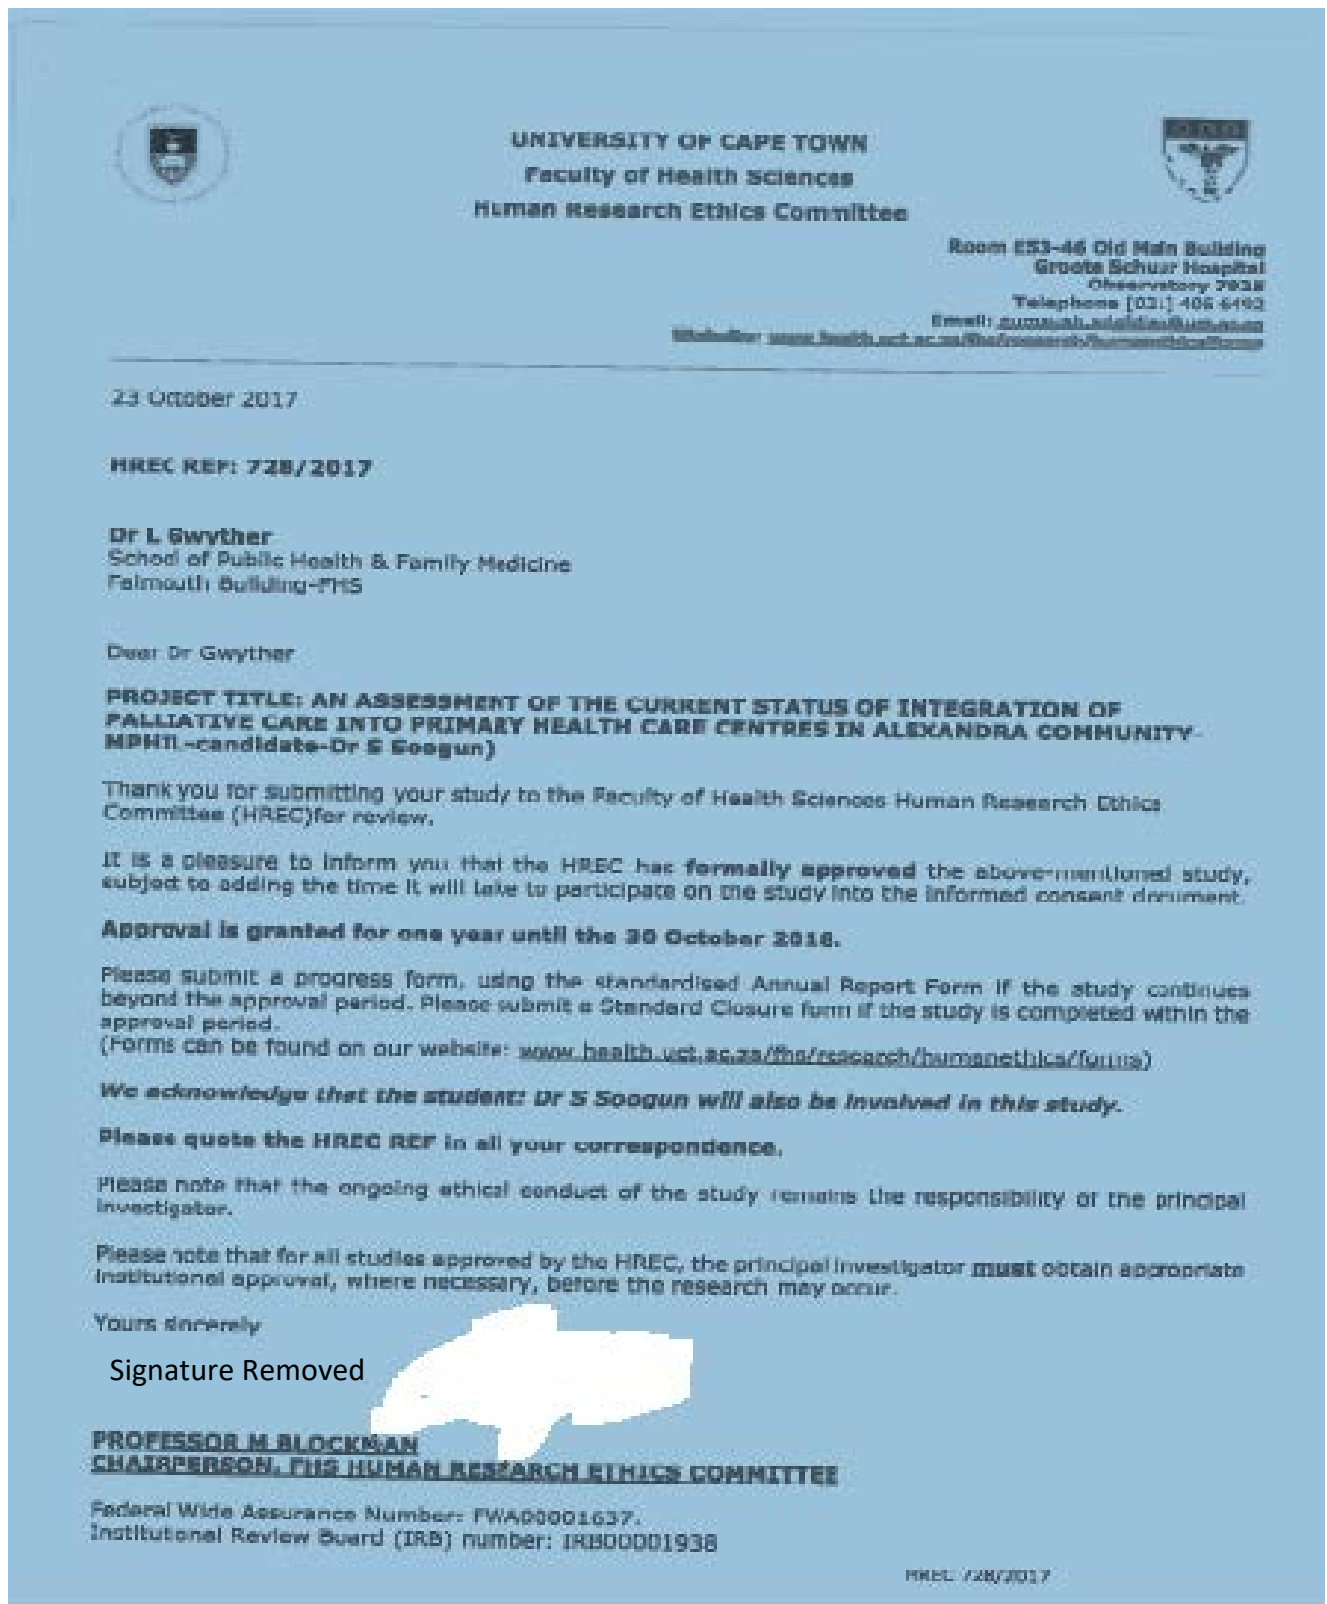 UNIVERSITY OF CAPE TOWN
Faculty of Health Sciences
Human Research Ethics Committee
Room E53-46 Old Main Building
Groote Schuur Hospital
Observatory 7925
Telephone [021] 406 6492
Email:
Website: www.health.uct.ac.za/fhs/research/humanethics/forms
23 October 2017
HREC REF: 728/2017
Dr L Gwyther
School of Public Health & Family Medicine
Falmouth Building-FHS
Dear Dr Gwyther
PROJECT TITLE: AN ASSESSMENT OF THE CURRENT STATUS OF INTEGRATION OF
PALLIATIVE CARE INTO PRIMARY HEALTH CARE CENTRES IN ALEXANDRA COMMUNITY
-candidate-Dr S Soogun)
Thank you for submitting your study to the Faculty of Health Sciences Human Research Ethics
Committee (HREC)for review.
It is a pleasure to inform you that the HREC has formally approved the above-mentioned study,
subject to adding the time it will take to participate on the study into the informed consent document.
Approval is granted for one year until the 30 October 2018.
Please submit a progress form, using the standardised Annual Report Form if the study continues
beyond the approval period. Please submit a Standard Closure form if the study is completed within the
approval period.
(Forms can be found on our website: www.health.uct.ac.za/fhs/research/humanethics/forms)
We acknowledge that the student: Dr S Soogun will also be involved in this study.
Please quote the HREC REF in all your correspondence.
Please note that the ongoing ethical conduct of the study remains the responsibility of the principal
investigator.
Please note that for all studies approved by the HREC, the principal investigator must obtain appropriate
institutional approval, where necessary, before the research may occur.
Yours sincerely
Signature Removed
PROFESSOR M BLOCKMAN
CHAIRPERSON, FHS HUMAN RESEARCH ETHICS COMMITTEE
Federal Wide Assurance Number: FWA00001637.
Institutional Review Board (IRB) number: IRB00001938
HREC 728/2017